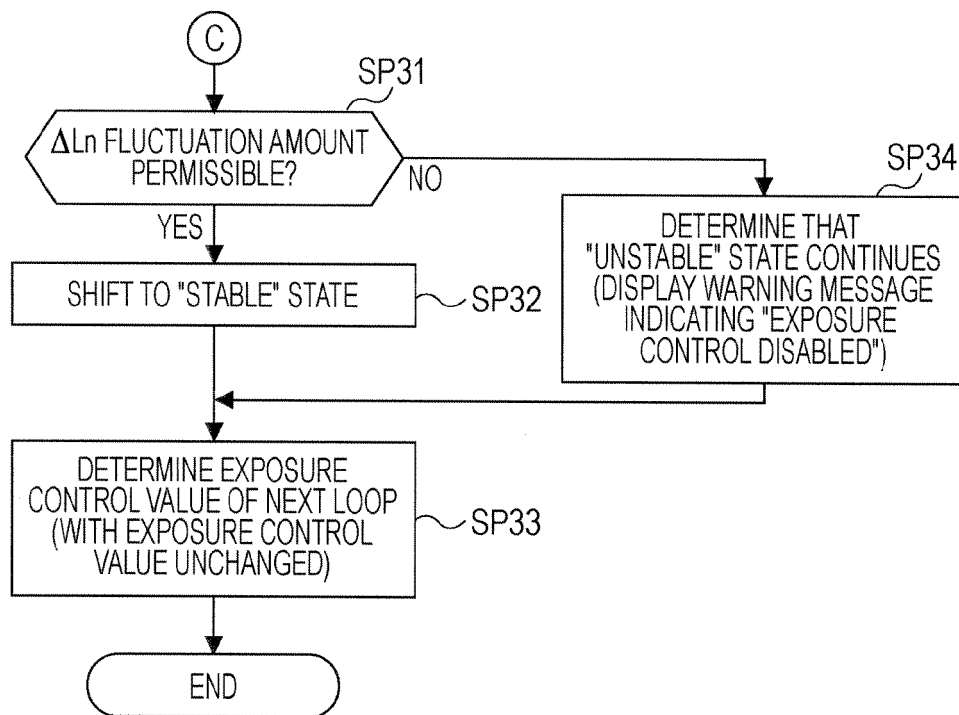 C
SP31
ΔLn FLUCTUATION AMOUNT
PERMISSIBLE?
NO
YES
SP34
DETERMINE THAT
"UNSTABLE" STATE CONTINUES
(DISPLAY WARNING MESSAGE
INDICATING "EXPOSURE
CONTROL DISABLED")
SHIFT TO "STABLE" STATE
SP32
DETERMINE EXPOSURE
CONTROL VALUE OF NEXT LOOP
(WITH EXPOSURE CONTROL
VALUE UNCHANGED)
SP33
END